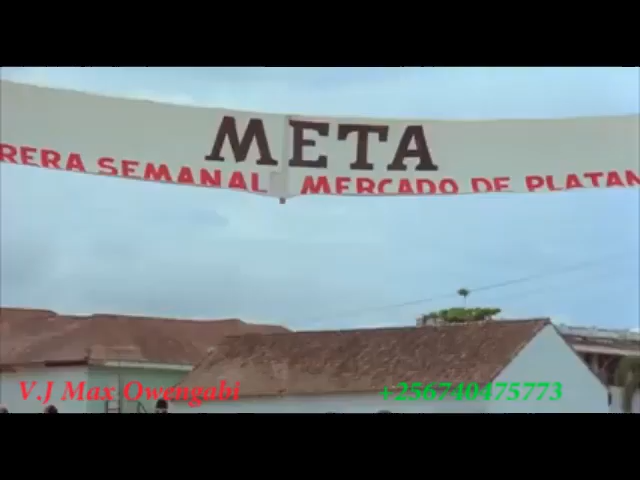 META
RERA SEMANAL MERCADO DE PLATAN
V.J Max Owengabi +256740475773